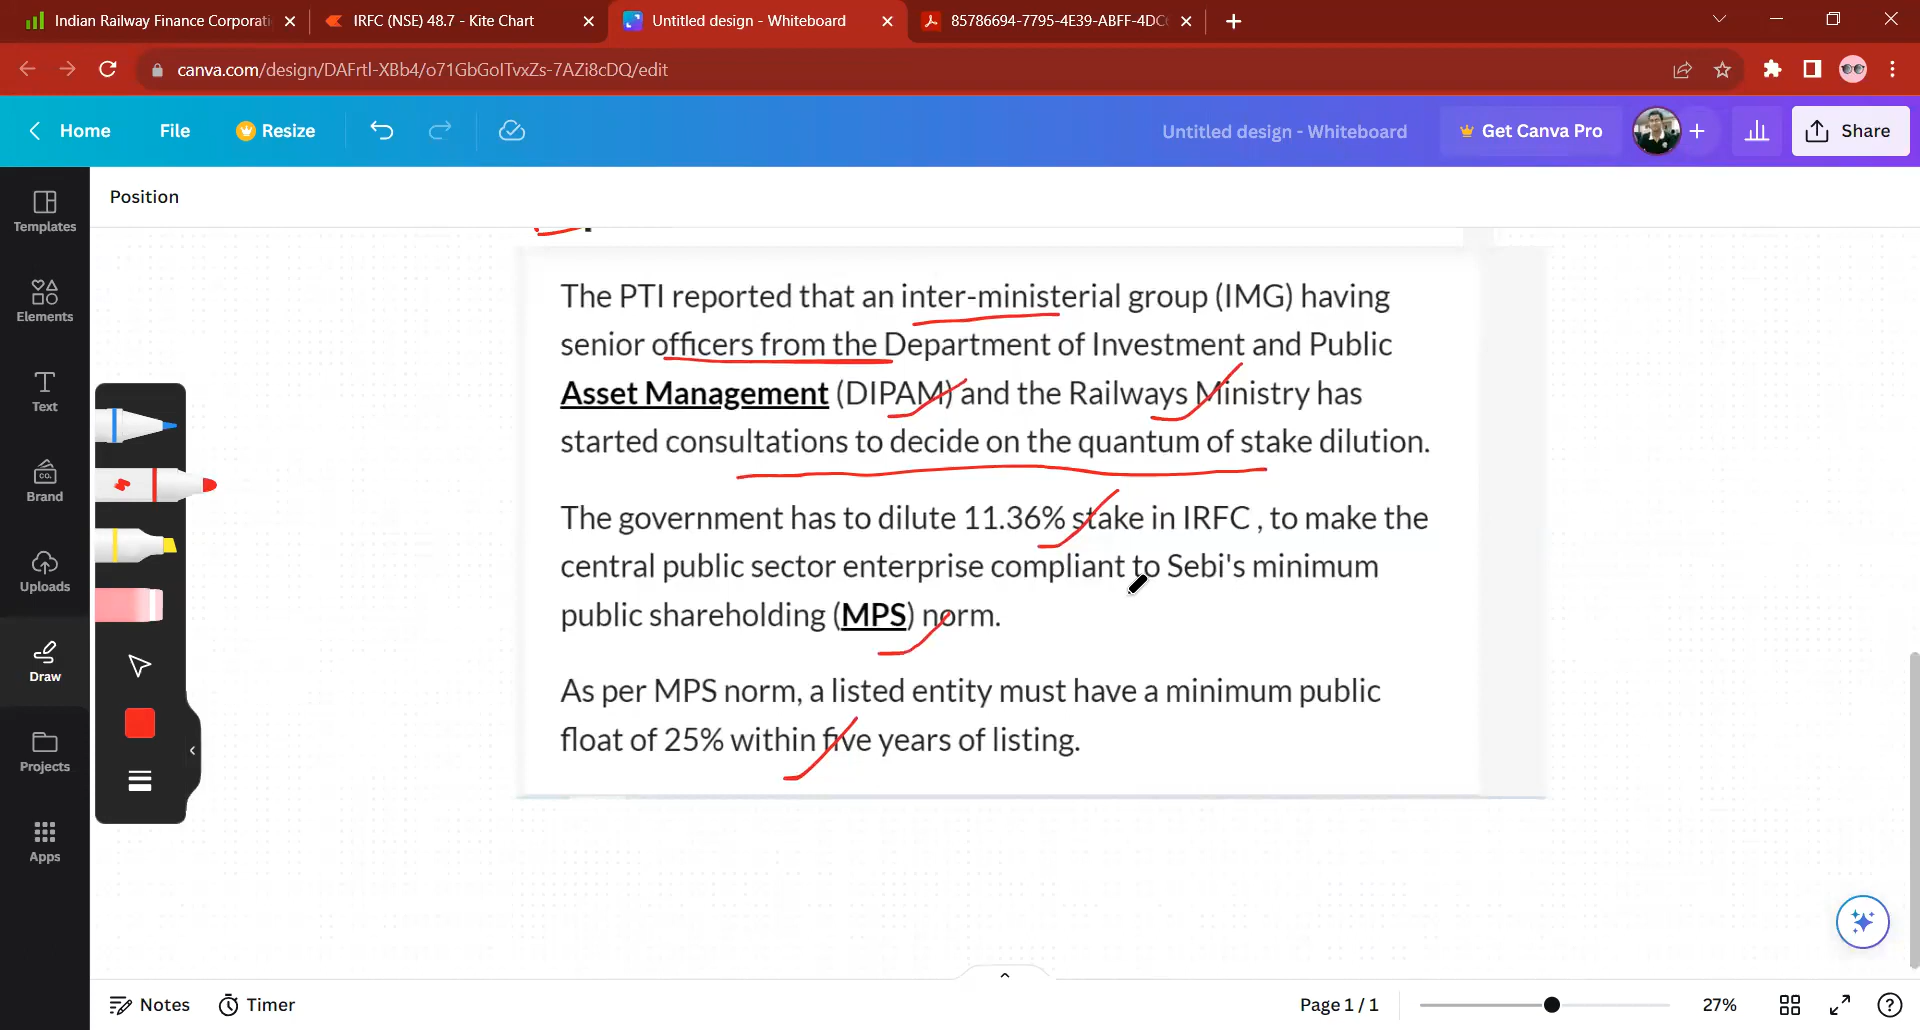 Indian Railway Finance Corporati
IRFC (NSE) 48.7 - Kite Chart
Untitled design - Whiteboard
85786694-7795-4E39-ABFF-4DC
canva.com/design/DAFrtl-XBb4/o71GbGoITvxZs-7AZi8cDQ/edit
Home
File
Resize
Untitled design - Whiteboard
Get Canva Pro
Share
Position
Templates
Elements
Text
CO.
Brand
Uploads
Draw
Projects
Apps
The PTI reported that an inter-ministerial group (IMG) having
senior officers from the Department of Investment and Public
Asset Management (DIPAM) and the Railways Ministry has
started consultations to decide on the quantum of stake dilution.
The government has to dilute 11.36% stake in IRFC , to make the
central public sector enterprise compliant to Sebi's minimum
public shareholding (MPS) norm.
As per MPS norm, a listed entity must have a minimum public
float of 25% within five years of listing.
Notes
Timer
Page 1 / 1
27%